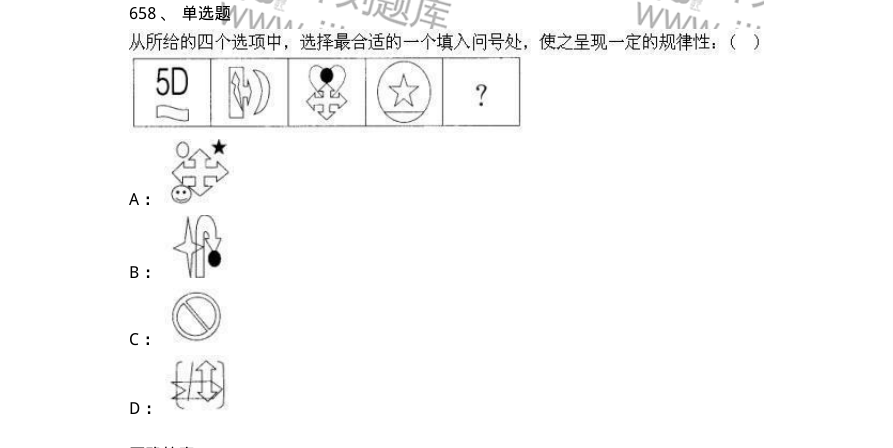 658 、 单选题
从所给的四个选项中，选择最合适的一个填入问号处，使之呈现一定的规律性：（ ）
5D
?
A：
B：
C：
D：